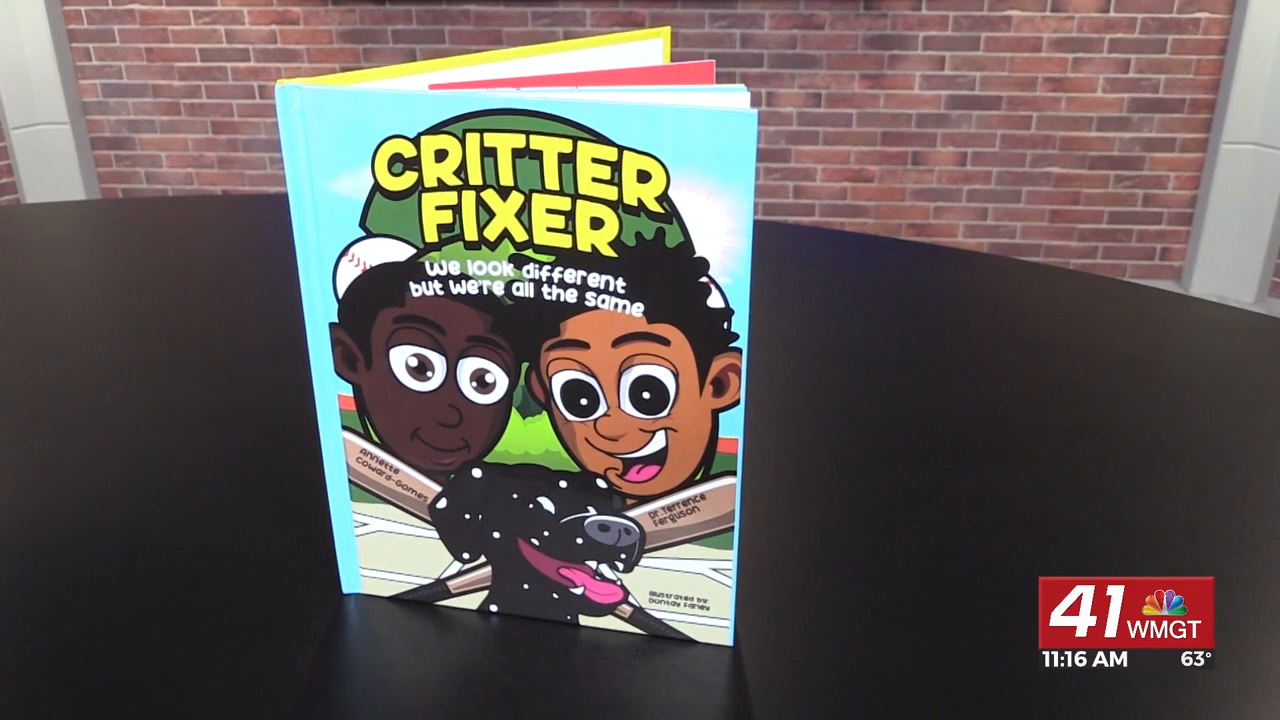 CRITTER
FIXER
We look different
but We're all the same
Annette
Coward-Gomes
Dr. Terrence
Ferguson
Illustrated by:
Dontay Farley
41
WMGT
11:16 AM 63°